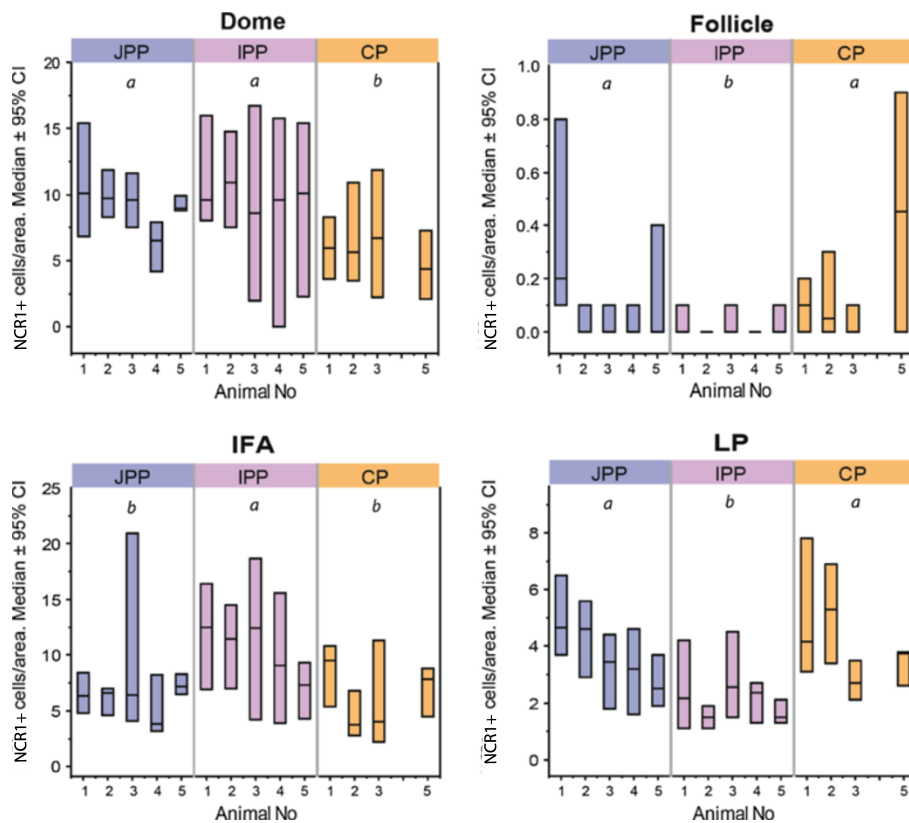 Dome
JPP IPP CP
a a b
NCR1+ cells/area. Median ± 95% CI
20
15
10
5
0
1 2 3 4 5 1 2 3 4 5 1 2 3 5
Animal No
Follicle
JPP IPP CP
a b a
NCR1+ cells/area. Median ± 95% CI
1.0
0.8
0.6
0.4
0.2
0.0
1 2 3 4 5 1 2 3 4 5 1 2 3 5
Animal No
IFA
JPP IPP CP
b a b
NCR1+ cells/area. Median ± 95% CI
25
20
15
10
5
0
1 2 3 4 5 1 2 3 4 5 1 2 3 5
Animal No
LP
JPP IPP CP
a b a
NCR1+ cells/area. Median ± 95% CI
8
6
4
2
0
1 2 3 4 5 1 2 3 4 5 1 2 3 5
Animal No